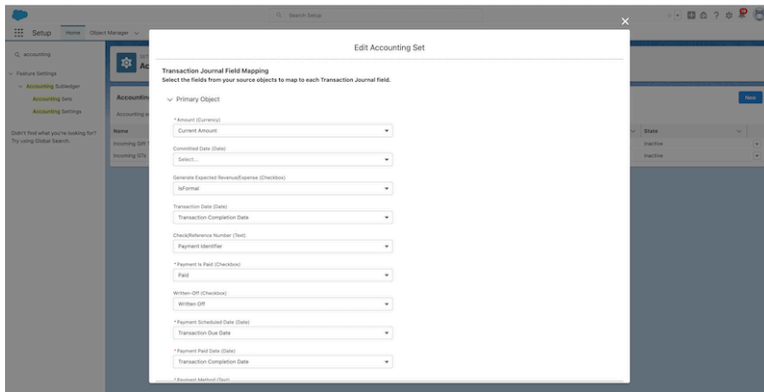 Search Setup
Setup
Home
Object Manager
accounting
Feature Settings
Accounting Subledger
Accounting Sets
Accounting Settings
Didn't find what you're looking for?
Try using Global Search.
Accounting
Name
Incoming Gift
Incoming GTs
New
State
Inactive
Inactive
Edit Accounting Set
Transaction Journal Field Mapping
Select the fields from your source objects to map to each Transaction Journal field.
Primary Object
* Amount (Currency)
Current Amount
Committed Date (Date)
Select...
Generate Expected Revenue/Expense (Checkbox)
IsFormal
Transaction Date (Date)
Transaction Completion Date
Check/Reference Number (Text)
Payment Identifier
* Payment Is Paid (Checkbox)
Paid
Written-Off (Checkbox)
Written Off
* Payment Scheduled Date (Date)
Transaction Due Date
* Payment Paid Date (Date)
Transaction Completion Date
* Payment Method (Text)